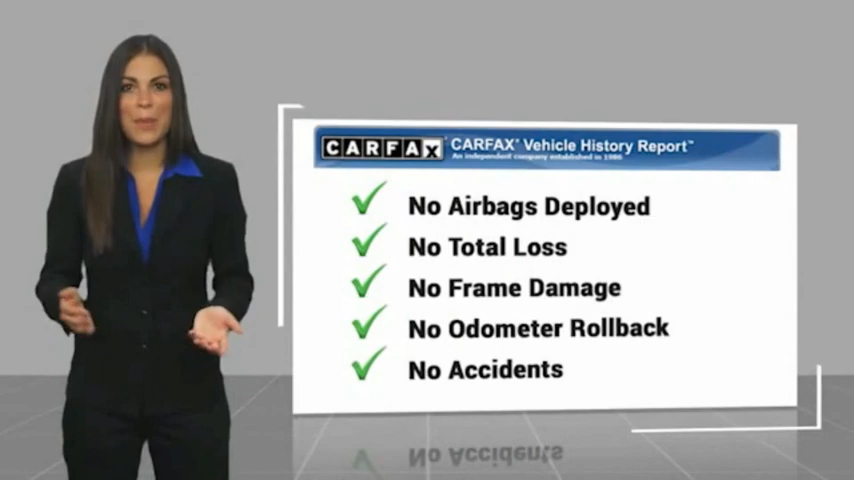 CARFAX CARFAX® Vehicle History Report™
An independent company established in 1986
No Airbags Deployed
No Total Loss
No Frame Damage
No Odometer Rollback
No Accidents
No Accidents